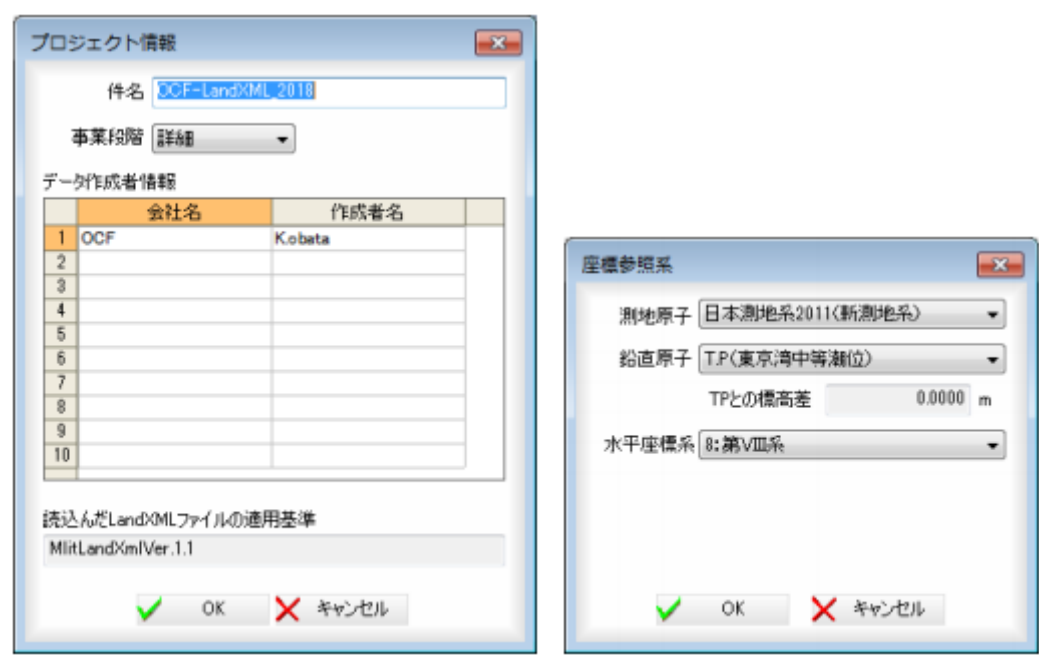 プロジェクト情報
件名 OCF-LandXML_2018
事業段階 詳細
データ作成者情報
会社名 作成者名
1 OCF K.obata
2
3
4
5
6
7
8
9
10
読込んだLandXMLファイルの適用基準
MlitLandXmlVer.1.1
OK キャンセル
座標参照系
測地原子 日本測地系2011(新測地系)
鉛直原子 T.P(東京湾中等潮位)
TPとの標高差 0.0000 m
水平座標系 8:第Ⅷ系
OK キャンセル